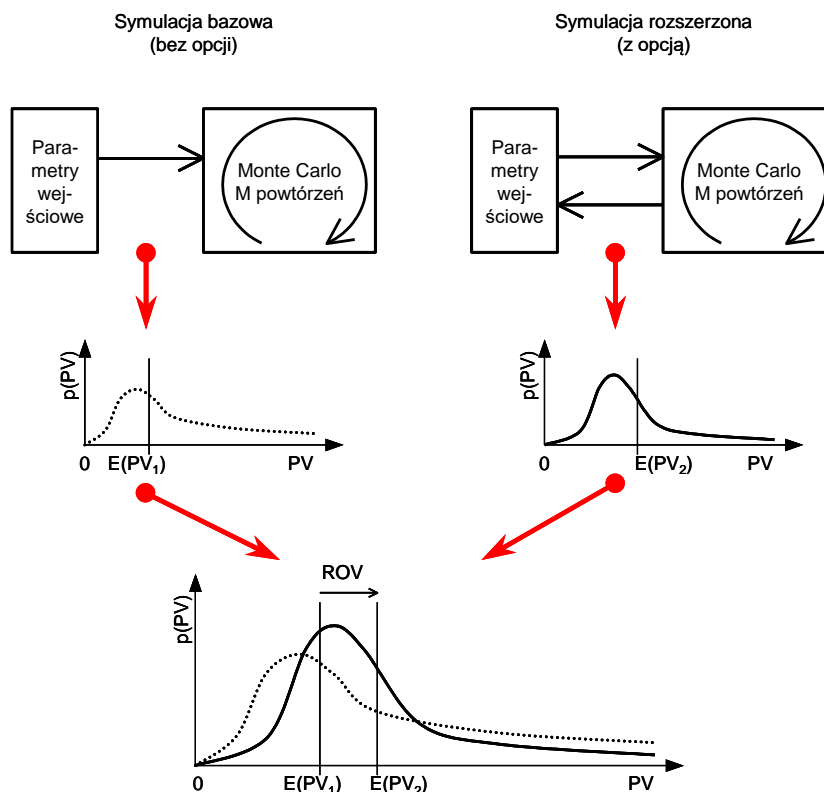 Symulacja bazowa
(bez opcji)
Symulacja rozszerzona
(z opcją)
Para-
metry
wej-
ściowe
Monte Carlo
M powtórzeń
Para-
metry
wej-
ściowe
Monte Carlo
M powtórzeń
p(PV)
0
E(PV₁)
PV
p(PV)
0
E(PV₂)
PV
ROV
p(PV)
0
E(PV₁)
E(PV₂)
PV